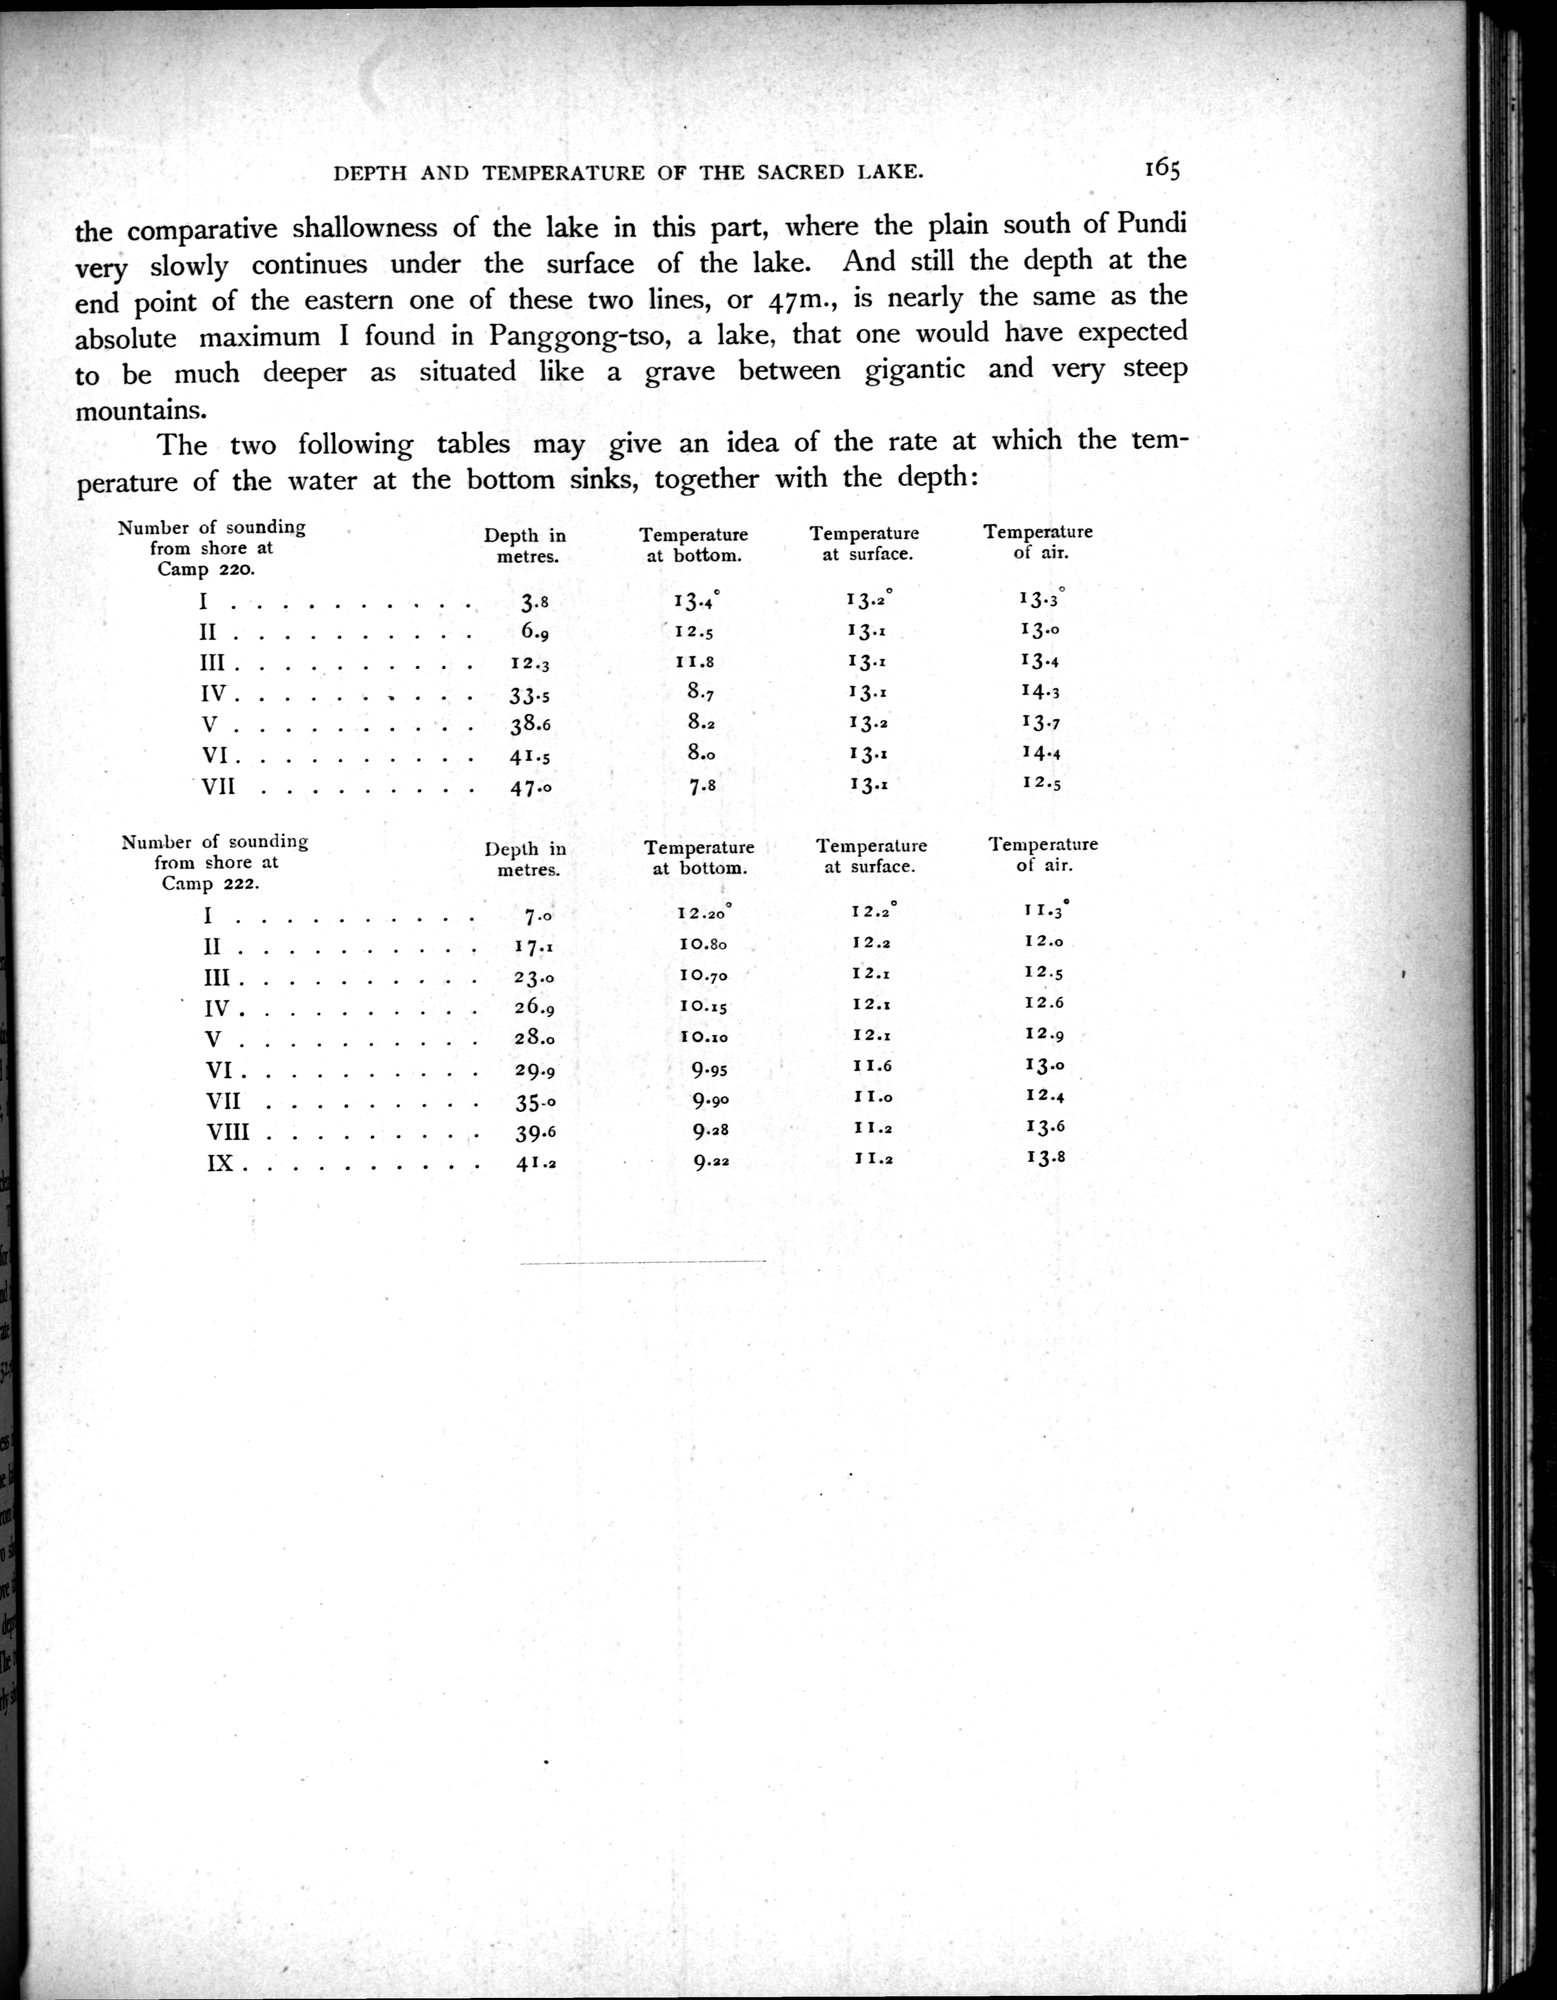 DEPTH AND TEMPERATURE OF THE SACRED LAKE. 165
the comparative shallowness of the lake in this part, where the plain south of Pundi
very slowly continues under the surface of the lake. And still the depth at the
end point of the eastern one of these two lines, or 47m., is nearly the same as the
absolute maximum I found in Panggong-tso, a lake, that one would have expected
to be much deeper as situated like a grave between gigantic and very steep
mountains.
The two following tables may give an idea of the rate at which the tem-
perature of the water at the bottom sinks, together with the depth:
Number of sounding
from shore at
Camp 220. Depth in
metres. Temperature
at bottom. Temperature
at surface. Temperature
of air.
I . . . . . . . . . . 3.8 13.4° 13.2° 13.3°
II . . . . . . . . . . 6.9 12.5 13.1 13.0
III . . . . . . . . . . 12.3 11.8 13.1 13.4
IV . . . . . . . . . . 33.5 8.7 13.1 14.3
V . . . . . . . . . . 38.6 8.2 13.2 13.7
VI . . . . . . . . . . 41.5 8.0 13.1 14.4
VII . . . . . . . . . 47.0 7.8 13.1 12.5
Number of sounding
from shore at
Camp 222. Depth in
metres. Temperature
at bottom. Temperature
at surface. Temperature
of air.
I . . . . . . . . . . 7.0 12.20° 12.2° 11.3°
II . . . . . . . . . . 17.1 10.80 12.2 12.0
III . . . . . . . . . . 23.0 10.70 12.1 12.5
IV . . . . . . . . . . 26.9 10.15 12.1 12.6
V . . . . . . . . . . 28.0 10.10 12.1 12.9
VI . . . . . . . . . . 29.9 9.95 11.6 13.0
VII . . . . . . . . . 35.0 9.90 11.0 12.4
VIII . . . . . . . . . 39.6 9.28 11.2 13.6
IX . . . . . . . . . . 41.2 9.22 11.2 13.8